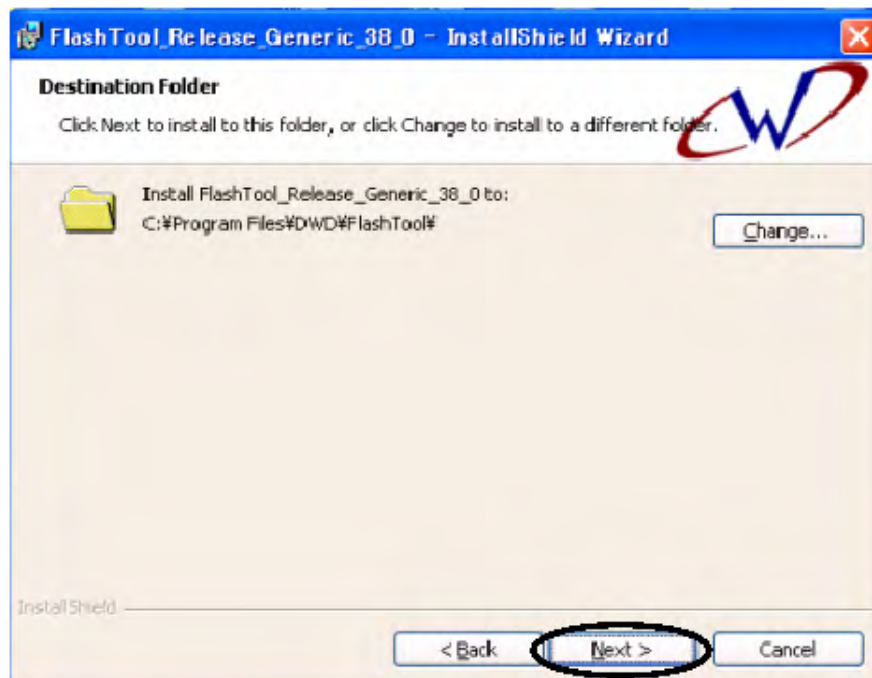 FlashTool_Release_Generic_38_0 - InstallShield Wizard
Destination Folder
Click Next to install to this folder, or click Change to install to a different folder.
Install FlashTool_Release_Generic_38_0 to:
C:¥Program Files¥DWD¥FlashTool¥
Change...
InstallShield
< Back
Next >
Cancel